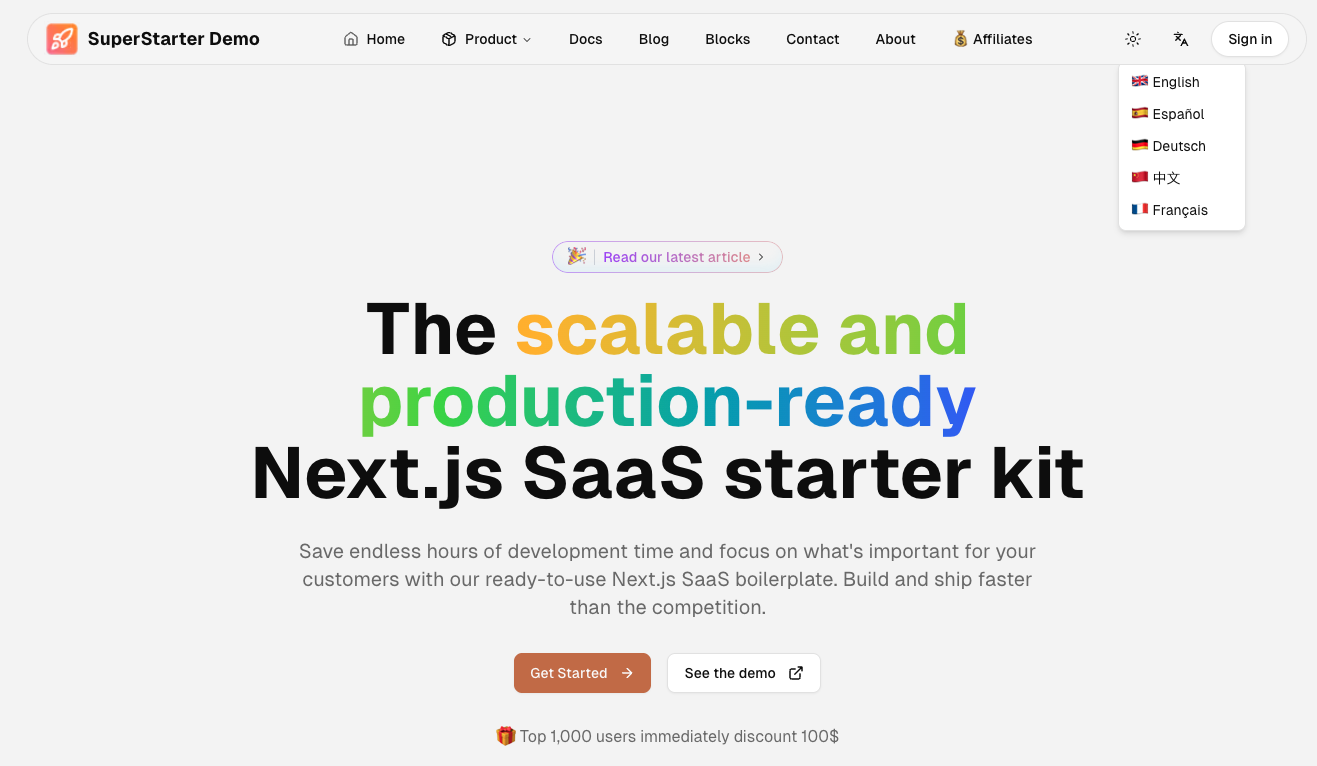 SuperStarter Demo
Home
Product
Docs
Blog
Blocks
Contact
About
💰 Affiliates
Sign in
🇬🇧 English
🇪🇸 Español
🇩🇪 Deutsch
🇨🇳 中文
🇫🇷 Français
🎉 Read our latest article
The scalable and
production-ready
Next.js SaaS starter kit
Save endless hours of development time and focus on what's important for your
customers with our ready-to-use Next.js SaaS boilerplate. Build and ship faster
than the competition.
Get Started
See the demo
🎁 Top 1,000 users immediately discount 100$